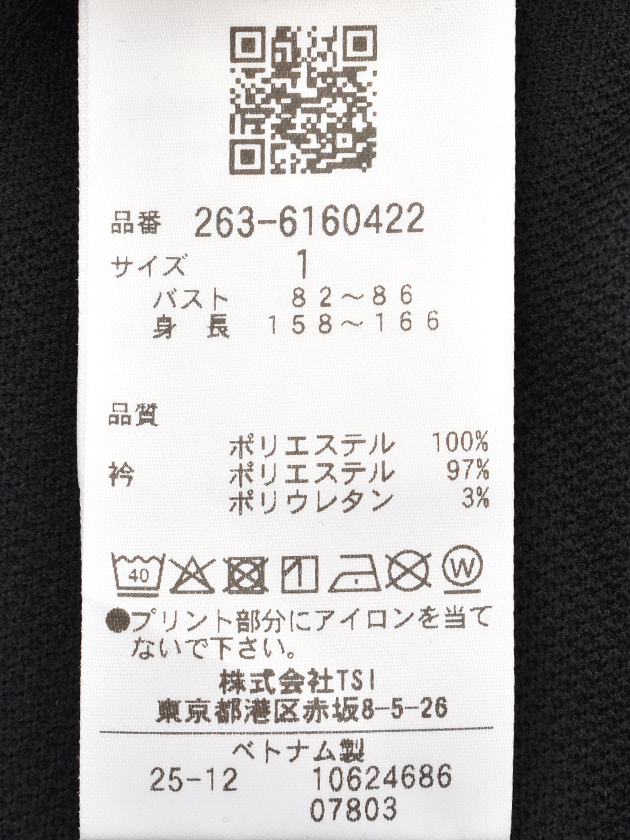 品番 263-6160422
サイズ 1
バスト 82～86
身長 158～166
品質
ポリエステル 100%
衿 ポリエステル 97%
ポリウレタン 3%
40 W
●プリント部分にアイロンを当て
ないで下さい。
株式会社TSI
東京都港区赤坂8-5-26
ベトナム製
25-12 10624686
07803